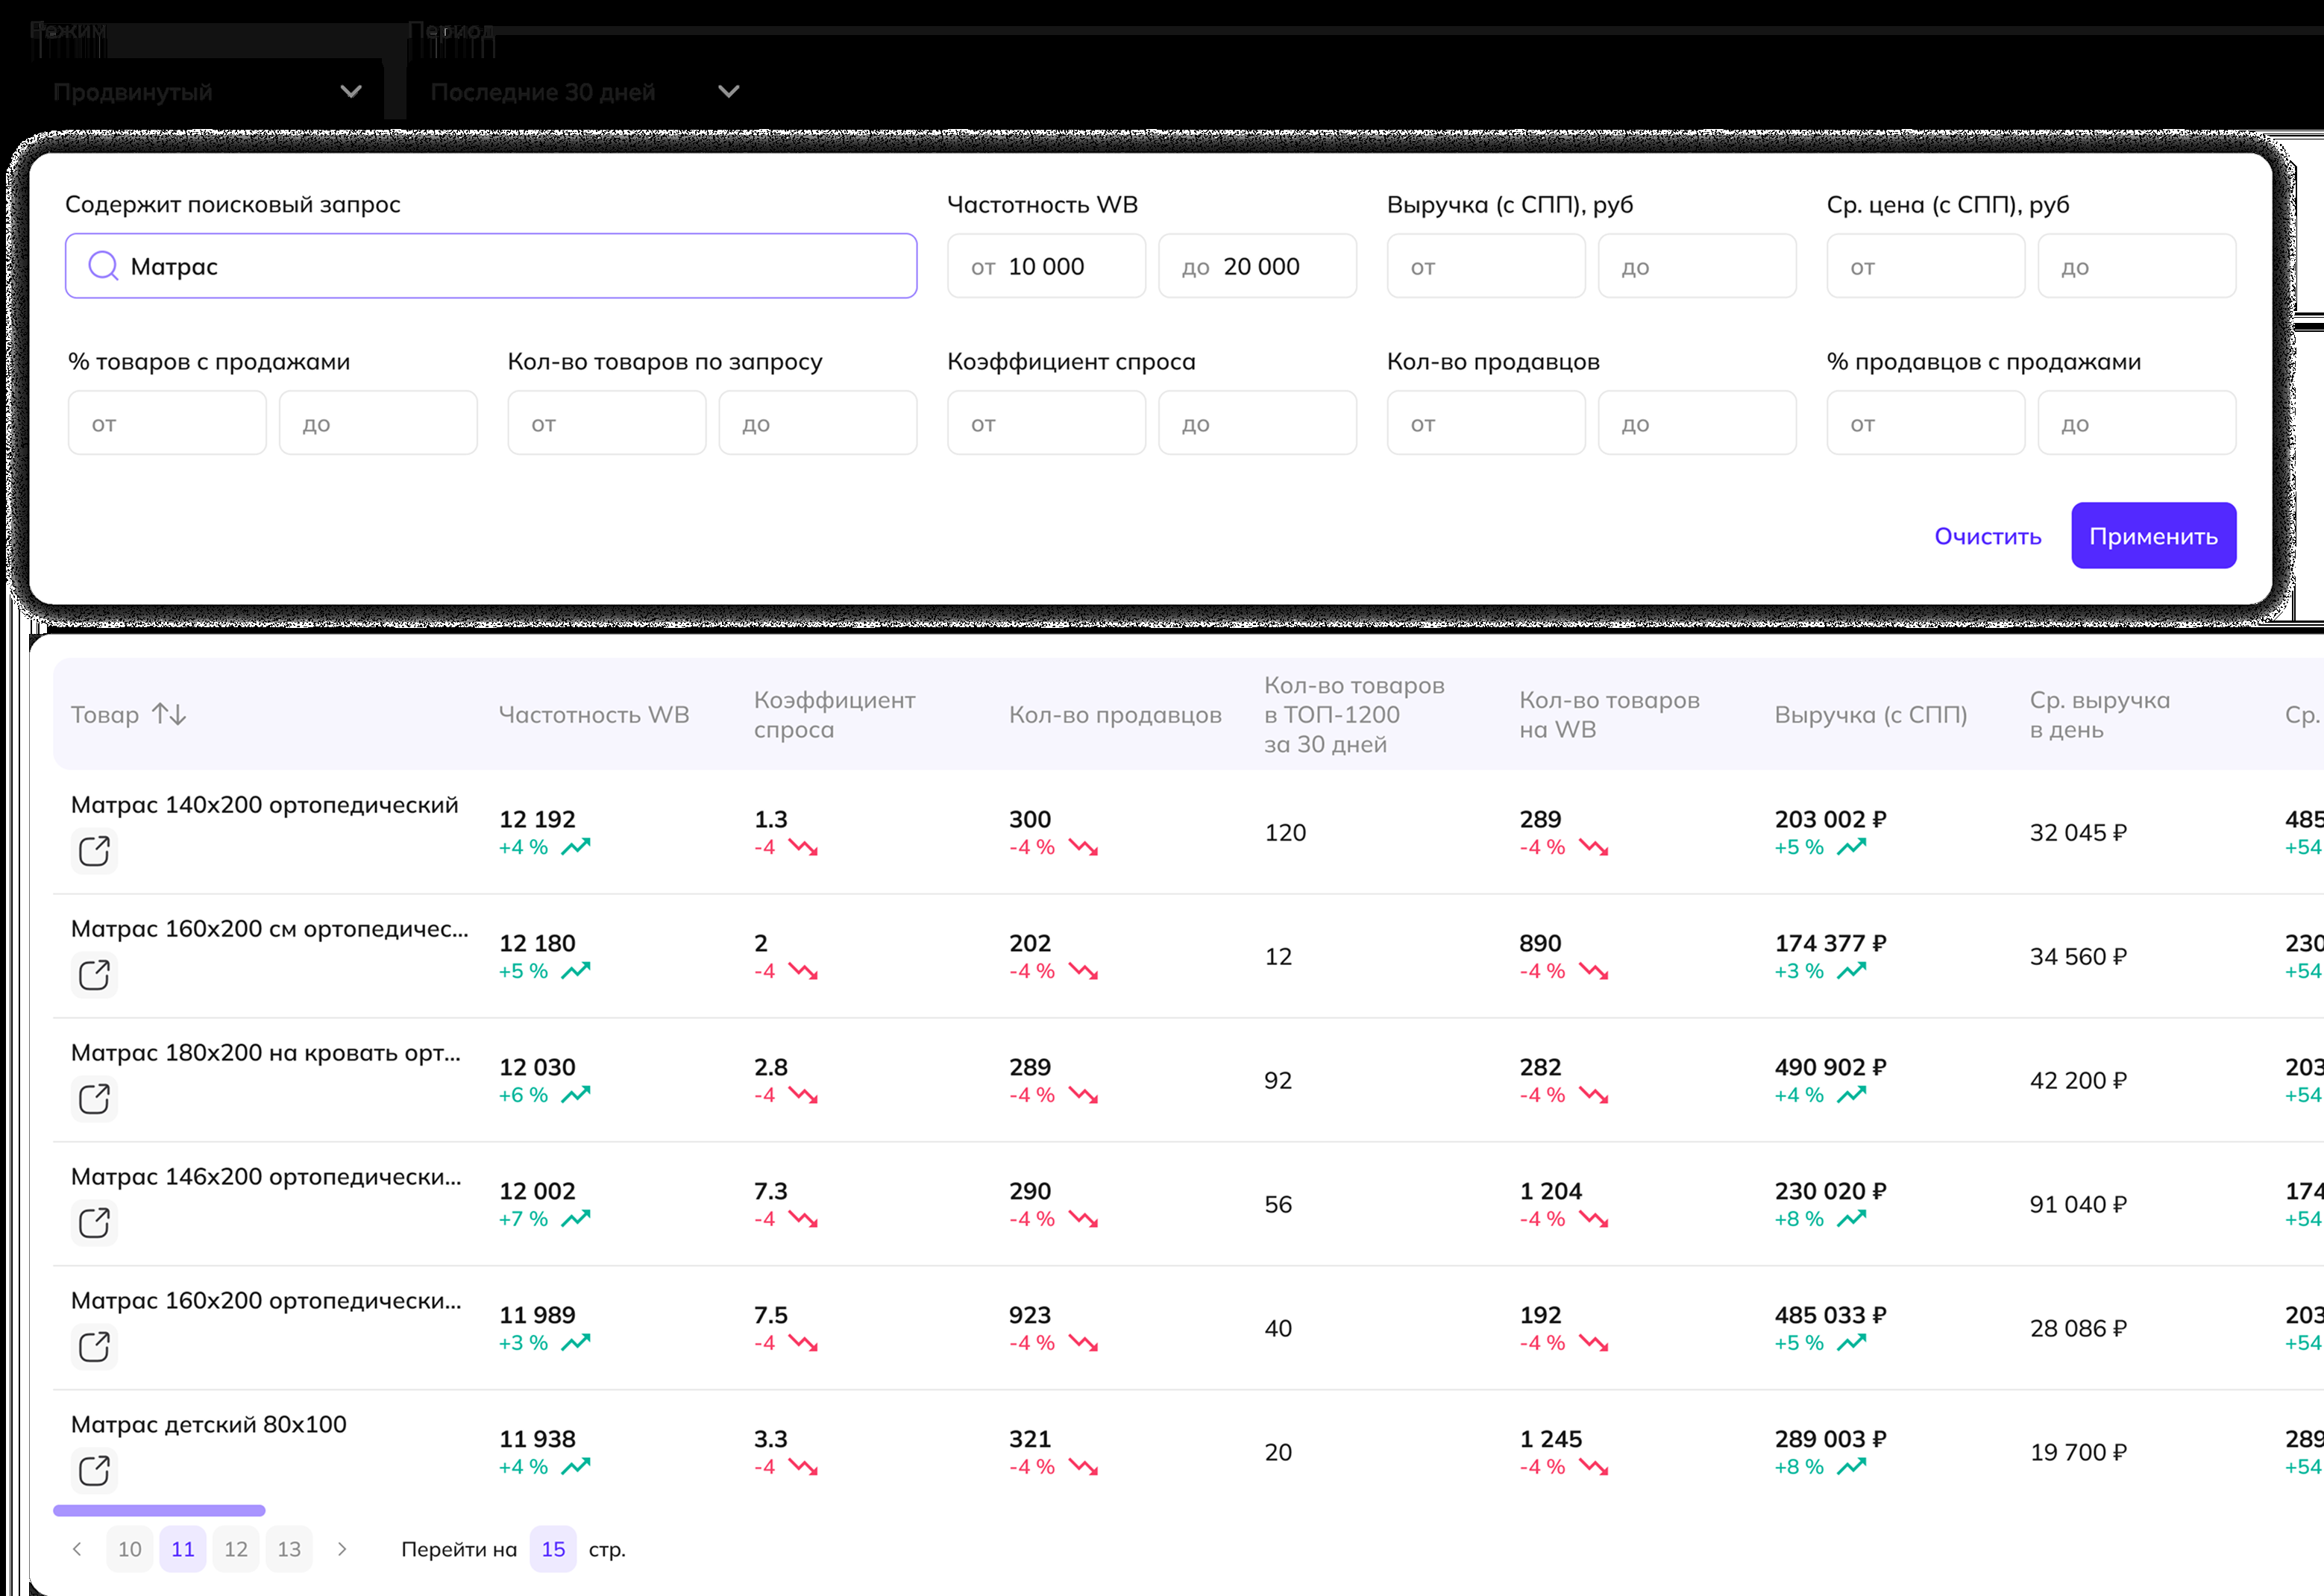 Режим
Период
Продвинутый
Последние 30 дней
Содержит поисковый запрос
Частотность WB
Выручка (с СПП), руб
Ср. цена (с СПП), руб
Матрас
от 10 000
до 20 000
от
до
от
до
% товаров с продажами
Кол-во товаров по запросу
Коэффициент спроса
Кол-во продавцов
% продавцов с продажами
от
до
от
до
от
до
от
до
от
до
Очистить
Применить
Товар
Частотность WB
Коэффициент
спроса
Кол-во продавцов
Кол-во товаров
в ТОП-1200
за 30 дней
Кол-во товаров
на WB
Выручка (с СПП)
Ср. выручка
в день
Ср.
Матрас 140х200 ортопедический
12 192
+4 %
1.3
-4
300
-4 %
120
289
-4 %
203 002 ₽
+5 %
32 045 ₽
485
+54
Матрас 160х200 см ортопедичес...
12 180
+5 %
2
-4
202
-4 %
12
890
-4 %
174 377 ₽
+3 %
34 560 ₽
230
+54
Матрас 180х200 на кровать орт...
12 030
+6 %
2.8
-4
289
-4 %
92
282
-4 %
490 902 ₽
+4 %
42 200 ₽
203
+54
Матрас 146х200 ортопедически...
12 002
+7 %
7.3
-4
290
-4 %
56
1 204
-4 %
230 020 ₽
+8 %
91 040 ₽
174
+54
Матрас 160х200 ортопедически...
11 989
+3 %
7.5
-4
923
-4 %
40
192
-4 %
485 033 ₽
+5 %
28 086 ₽
203
+54
Матрас детский 80х100
11 938
+4 %
3.3
-4
321
-4 %
20
1 245
-4 %
289 003 ₽
+8 %
19 700 ₽
289
+54
10 11 12 13
Перейти на 15 стр.